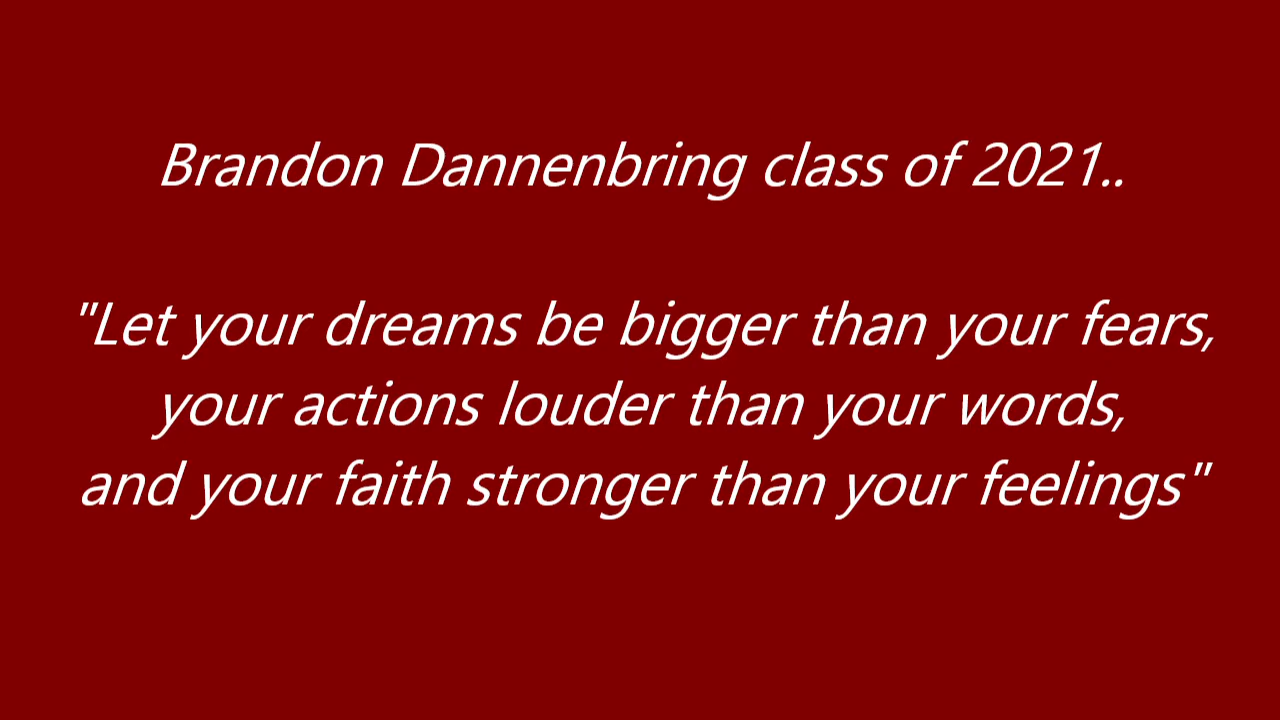 Brandon Dannenbring class of 2021..
"Let your dreams be bigger than your fears,
your actions louder than your words,
and your faith stronger than your feelings"